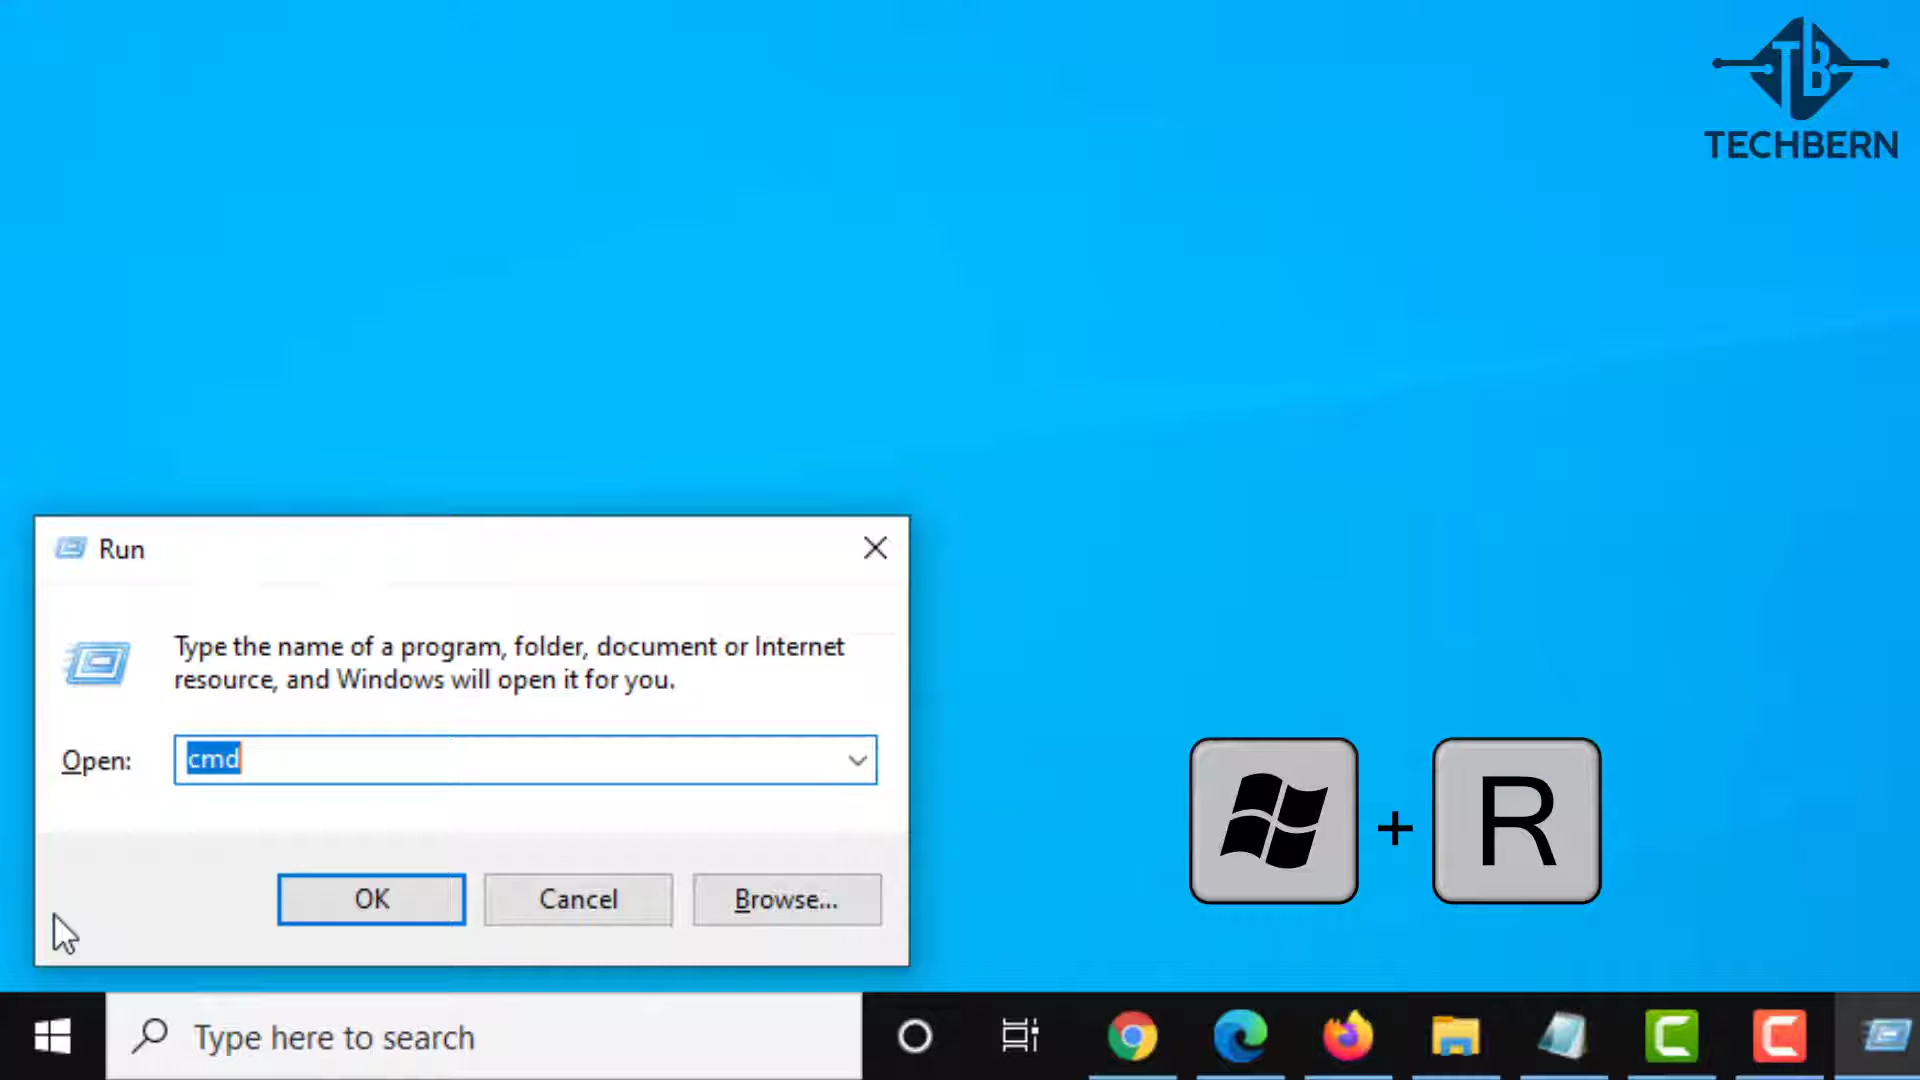 TB
TECHBERN
Run
Type the name of a program, folder, document or Internet
resource, and Windows will open it for you.
Open: cmd
OK Cancel Browse...
+ R
Type here to search